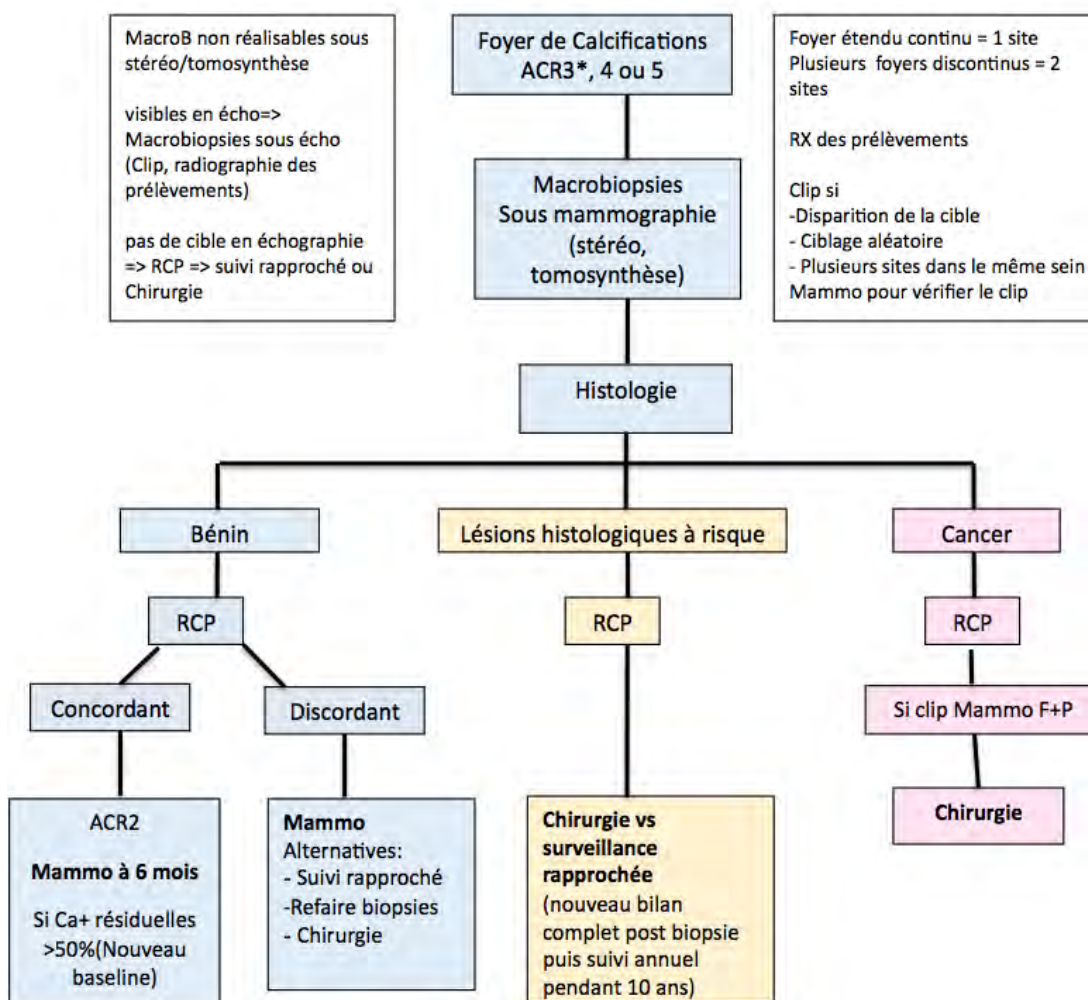 MacroB non réalisables sous
stéréo/tomosynthèse
visibles en écho=>
Macrobiopsies sous écho
(Clip, radiographie des
prélèvements)
pas de cible en échographie
=> RCP => suivi rapproché ou
Chirurgie
Foyer de Calcifications
ACR3*, 4 ou 5
Foyer étendu continu = 1 site
Plusieurs foyers discontinus = 2
sites
RX des prélèvements
Clip si
-Disparition de la cible
- Ciblage aléatoire
- Plusieurs sites dans le même sein
Mammo pour vérifier le clip
Macrobiopsies
Sous mammographie
(stéréo,
tomosynthèse)
Histologie
Bénin
Lésions histologiques à risque
Cancer
RCP
RCP
RCP
Concordant
Discordant
Si clip Mammo F+P
ACR2
Mammo à 6 mois
Si Ca+ résiduelles
>50%(Nouveau
baseline)
Mammo
Alternatives:
- Suivi rapproché
-Refaire biopsies
- Chirurgie
Chirurgie vs
surveillance
rapprochée
(nouveau bilan
complet post biopsie
puis suivi annuel
pendant 10 ans)
Chirurgie